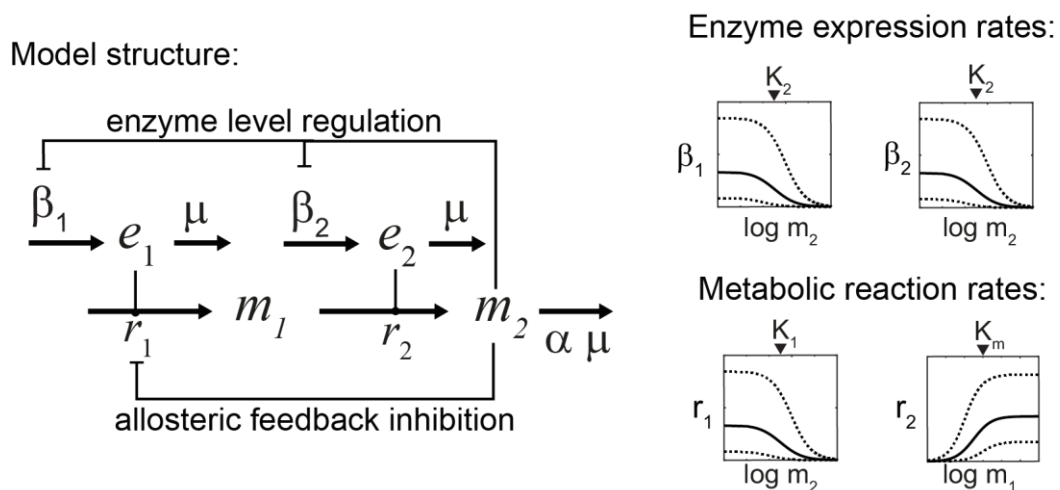 Model structure:
enzyme level regulation
β1 μ β2 μ
e1 e2
m1 m2
r1 r2 α μ
allosteric feedback inhibition
Enzyme expression rates:
K2 K2
β1 β2
log m2 log m2
Metabolic reaction rates:
K1 Km
r1 r2
log m2 log m1